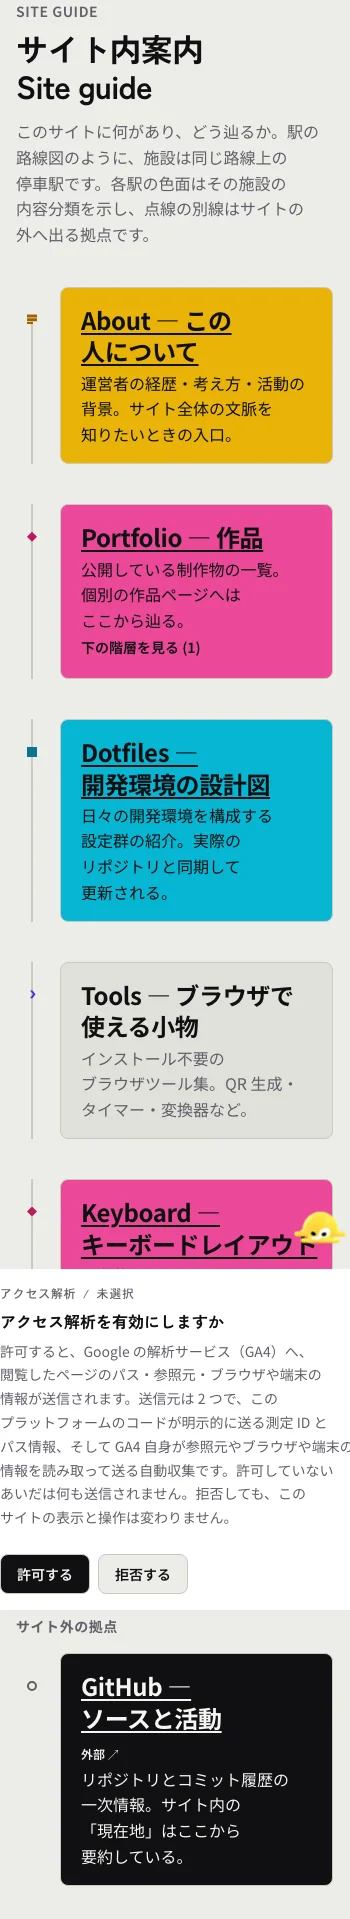 SITE GUIDE
サイト内案内
Site guide
このサイトに何があり、どう辿るか。駅の
路線図のように、施設は同じ路線上の
停車駅です。各駅の色面はその施設の
内容分類を示し、点線の別線はサイトの
外へ出る拠点です。
About — この
人について
運営者の経歴・考え方・活動の
背景。サイト全体の文脈を
知りたいときの入口。
Portfolio — 作品
公開している制作物の一覧。
個別の作品ページへは
ここから辿る。
下の階層を見る (1)
Dotfiles —
開発環境の設計図
日々の開発環境を構成する
設定群の紹介。実際の
リポジトリと同期して
更新される。
Tools — ブラウザで
使える小物
インストール不要の
ブラウザツール集。QR 生成・
タイマー・変換器など。
Keyboard —
キーボードレイアウト
アクセス解析 / 未選択
アクセス解析を有効にしますか
許可すると、Google の解析サービス（GA4）へ、
閲覧したページのパス・参照元・ブラウザや端末の
情報が送信されます。送信元は 2 つで、この
プラットフォームのコードが明示的に送る測定 ID と
パス情報、そして GA4 自身が参照元やブラウザや端末の
情報を読み取って送る自動収集です。許可していない
あいだは何も送信されません。拒否しても、この
サイトの表示と操作は変わりません。
許可する
拒否する
サイト外の拠点
GitHub —
ソースと活動
外部 ↗
リポジトリとコミット履歴の
一次情報。サイト内の
「現在地」はここから
要約している。